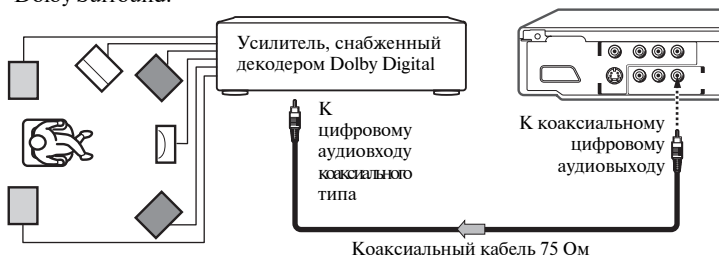 Dolby Surround.
Усилитель, снабженный
декодером Dolby Digital
К
цифровому
аудиовходу
коаксиального
типа
К коаксиальному
цифровому
аудиовыходу
Коаксиальный кабель 75 Ом